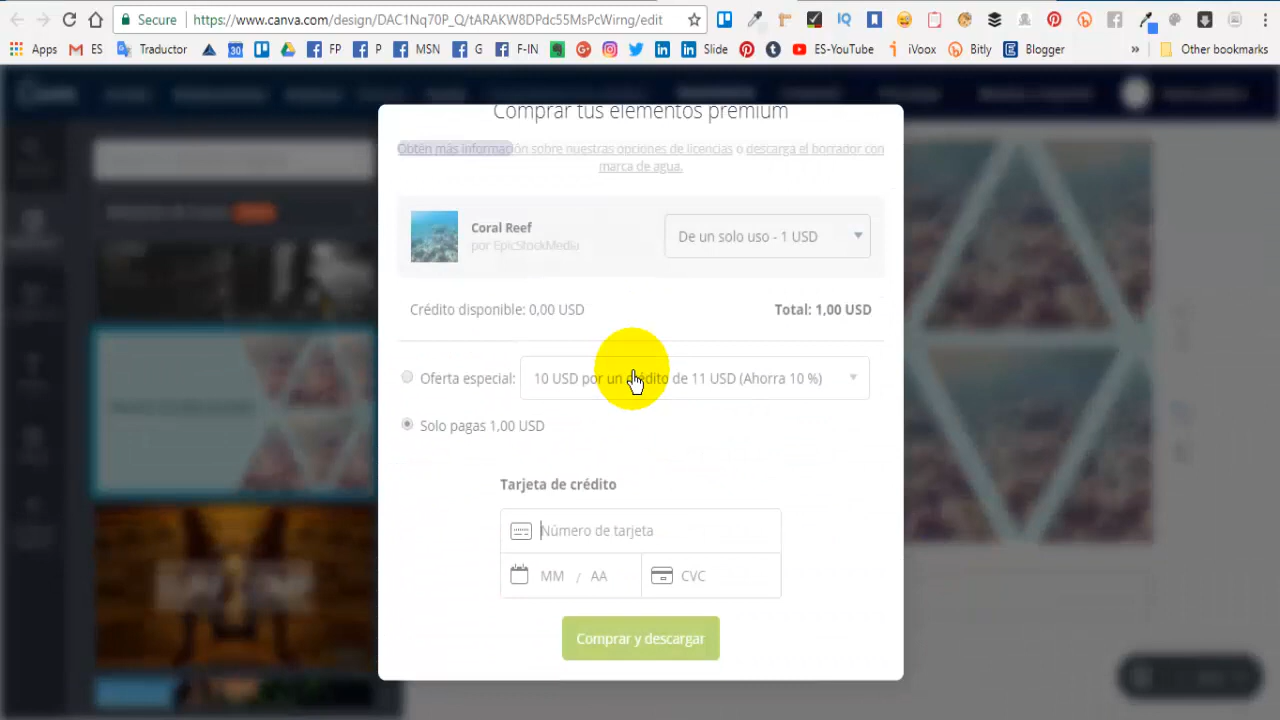 Secure
https://www.canva.com/design/DAC1Nq70P_Q/tARAKW8DPdc55MsPcWirng/edit
Apps
ES
Traductor
30
FP
P
MSN
G
F-IN
Slide
ES-YouTube
iVoox
Bitly
Blogger
»
Other bookmarks
Comprar tus elementos premium
Obtén más información sobre nuestras opciones de licencias o descarga el borrador con
marca de agua.
Coral Reef
por EpicStockMedia
De un solo uso - 1 USD
Crédito disponible: 0,00 USD
Total: 1,00 USD
Oferta especial:
10 USD por un crédito de 11 USD (Ahorra 10 %)
Solo pagas 1,00 USD
Tarjeta de crédito
Número de tarjeta
MM / AA
CVC
Comprar y descargar